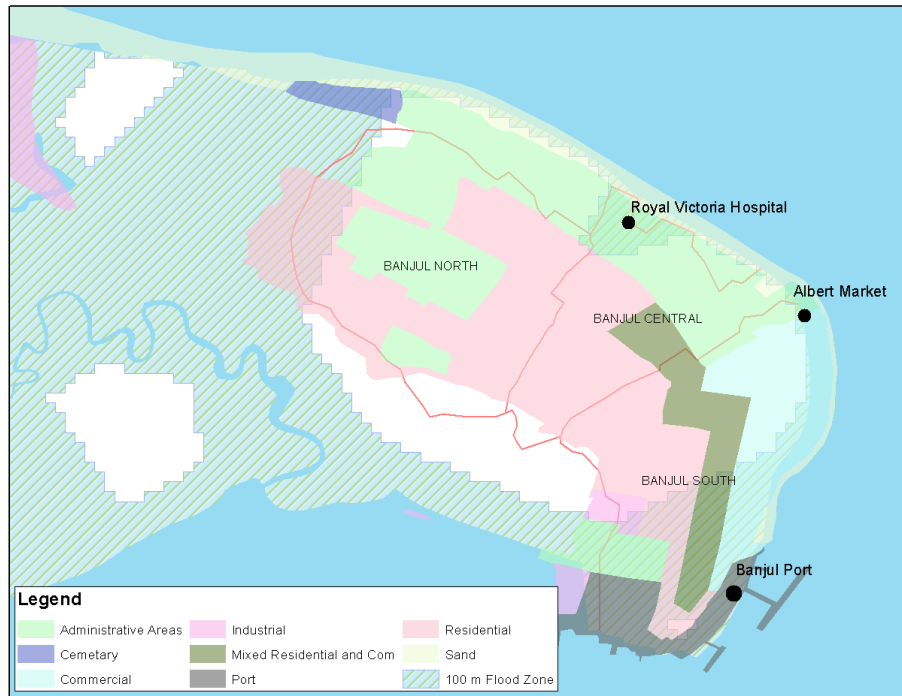 Royal Victoria Hospital
BANJUL NORTH
Albert Market
BANJUL CENTRAL
BANJUL SOUTH
Banjul Port
Legend
Administrative Areas
Industrial
Residential
Cemetary
Mixed Residential and Com
Sand
Commercial
Port
100 m Flood Zone